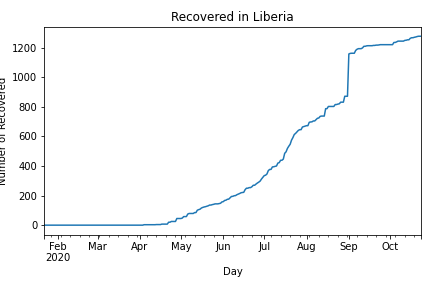 Recovered in Liberia
1200
1000
800
600
400
200
0
Number of Recovered
Feb Mar Apr May Jun Jul Aug Sep Oct
2020
Day